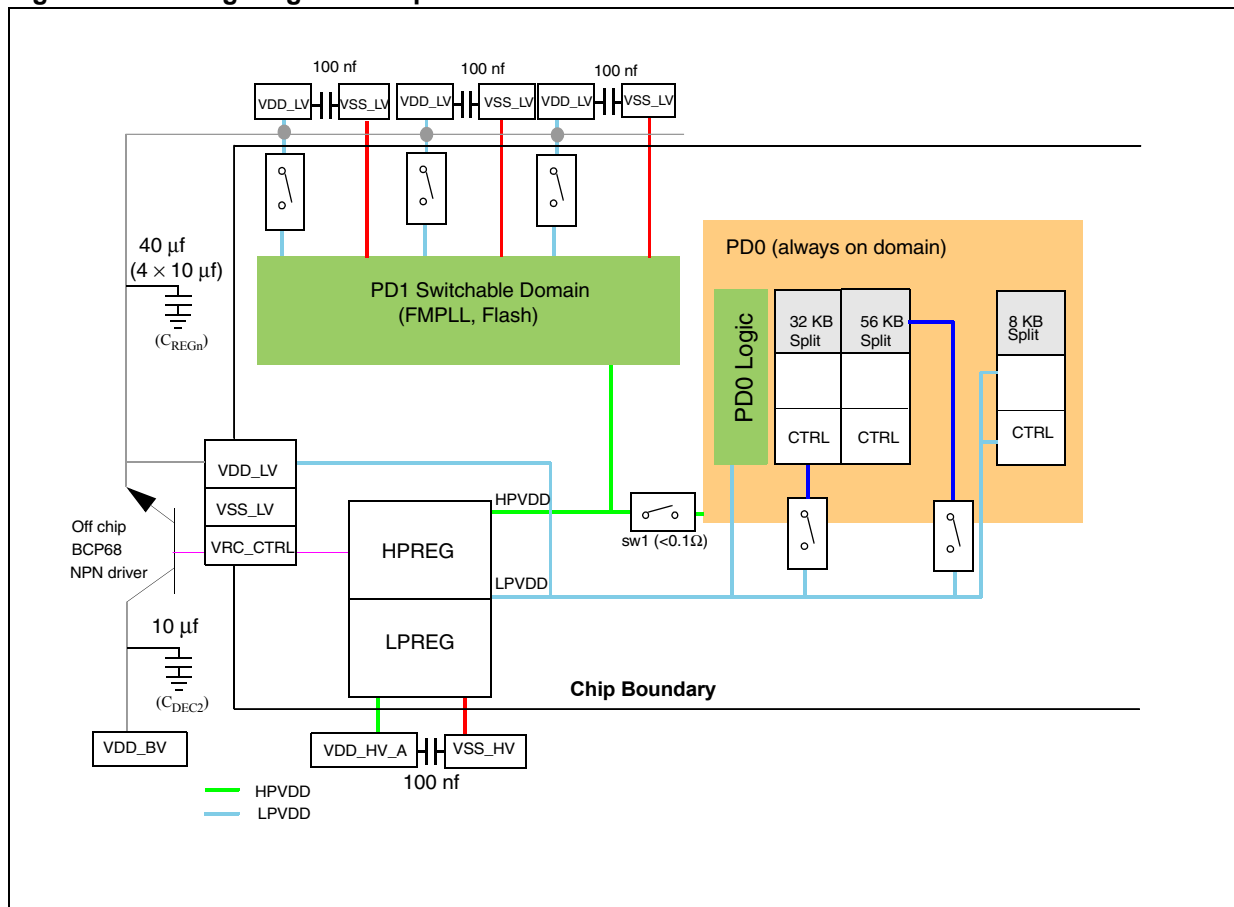 100 nf
100 nf
100 nf
VDD_LV
VSS_LV
VDD_LV
VSS_LV
VDD_LV
VSS_LV
40 µf
(4 × 10 µf)
(CREGn)
PD1 Switchable Domain
(FMPLL, Flash)
PD0 (always on domain)
PD0 Logic
32 KB
Split
56 KB
Split
8 KB
Split
CTRL
CTRL
CTRL
VDD_LV
VSS_LV
VRC_CTRL
Off chip
BCP68
NPN driver
HPREG
LPREG
HPVDD
sw1 (<0.1Ω)
LPVDD
10 µf
(CDEC2)
Chip Boundary
VDD_BV
VDD_HV_A
VSS_HV
100 nf
HPVDD
LPVDD